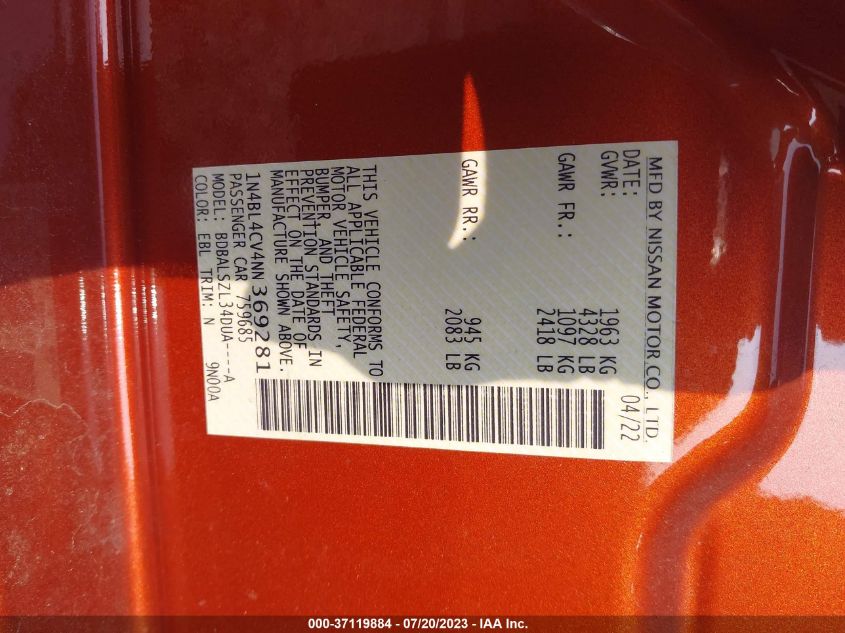 MFD BY NISSAN MOTOR CO., LTD.
DATE: 04/22
GVWR: 1963 KG
4328 LB
GAWR FR.: 1097 KG
2418 LB
GAWR RR.: 945 KG
2083 LB
THIS VEHICLE CONFORMS TO
ALL APPLICABLE FEDERAL
MOTOR VEHICLE SAFETY,
BUMPER AND THEFT
PREVENTION STANDARDS IN
EFFECT ON THE DATE OF
MANUFACTURE SHOWN ABOVE.
1N4BL4CV4NN369281
PASSENGER CAR 759685
MODEL: BDBALSZL34DUA----A
COLOR: EBL TRIM: N 9N00A
000-37119884 - 07/20/2023 - IAA Inc.